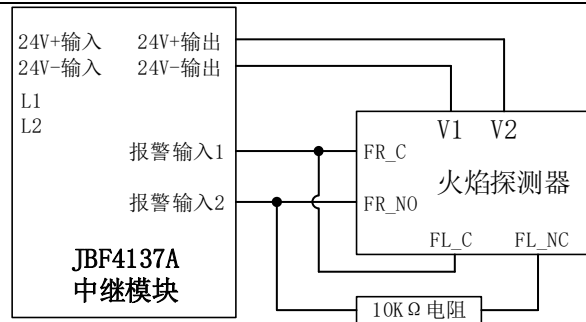 24V+输入 24V+输出
24V-输入 24V-输出
L1
L2
报警输入1
报警输入2
JBF4137A
中继模块
V1 V2
FR_C
火焰探测器
FR_NO
FL_C FL_NC
10KΩ电阻